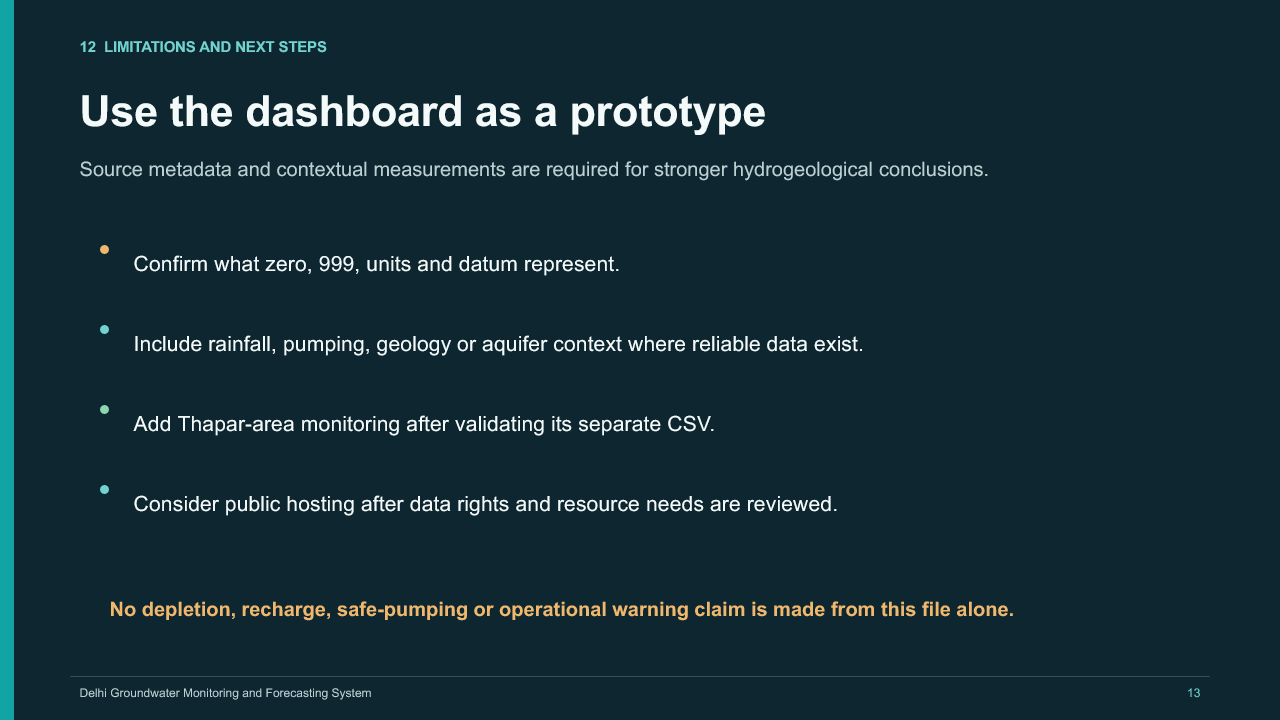 12 LIMITATIONS AND NEXT STEPS
Use the dashboard as a prototype
Source metadata and contextual measurements are required for stronger hydrogeological conclusions.
Confirm what zero, 999, units and datum represent.
Include rainfall, pumping, geology or aquifer context where reliable data exist.
Add Thapar-area monitoring after validating its separate CSV.
Consider public hosting after data rights and resource needs are reviewed.
No depletion, recharge, safe-pumping or operational warning claim is made from this file alone.
Delhi Groundwater Monitoring and Forecasting System
13